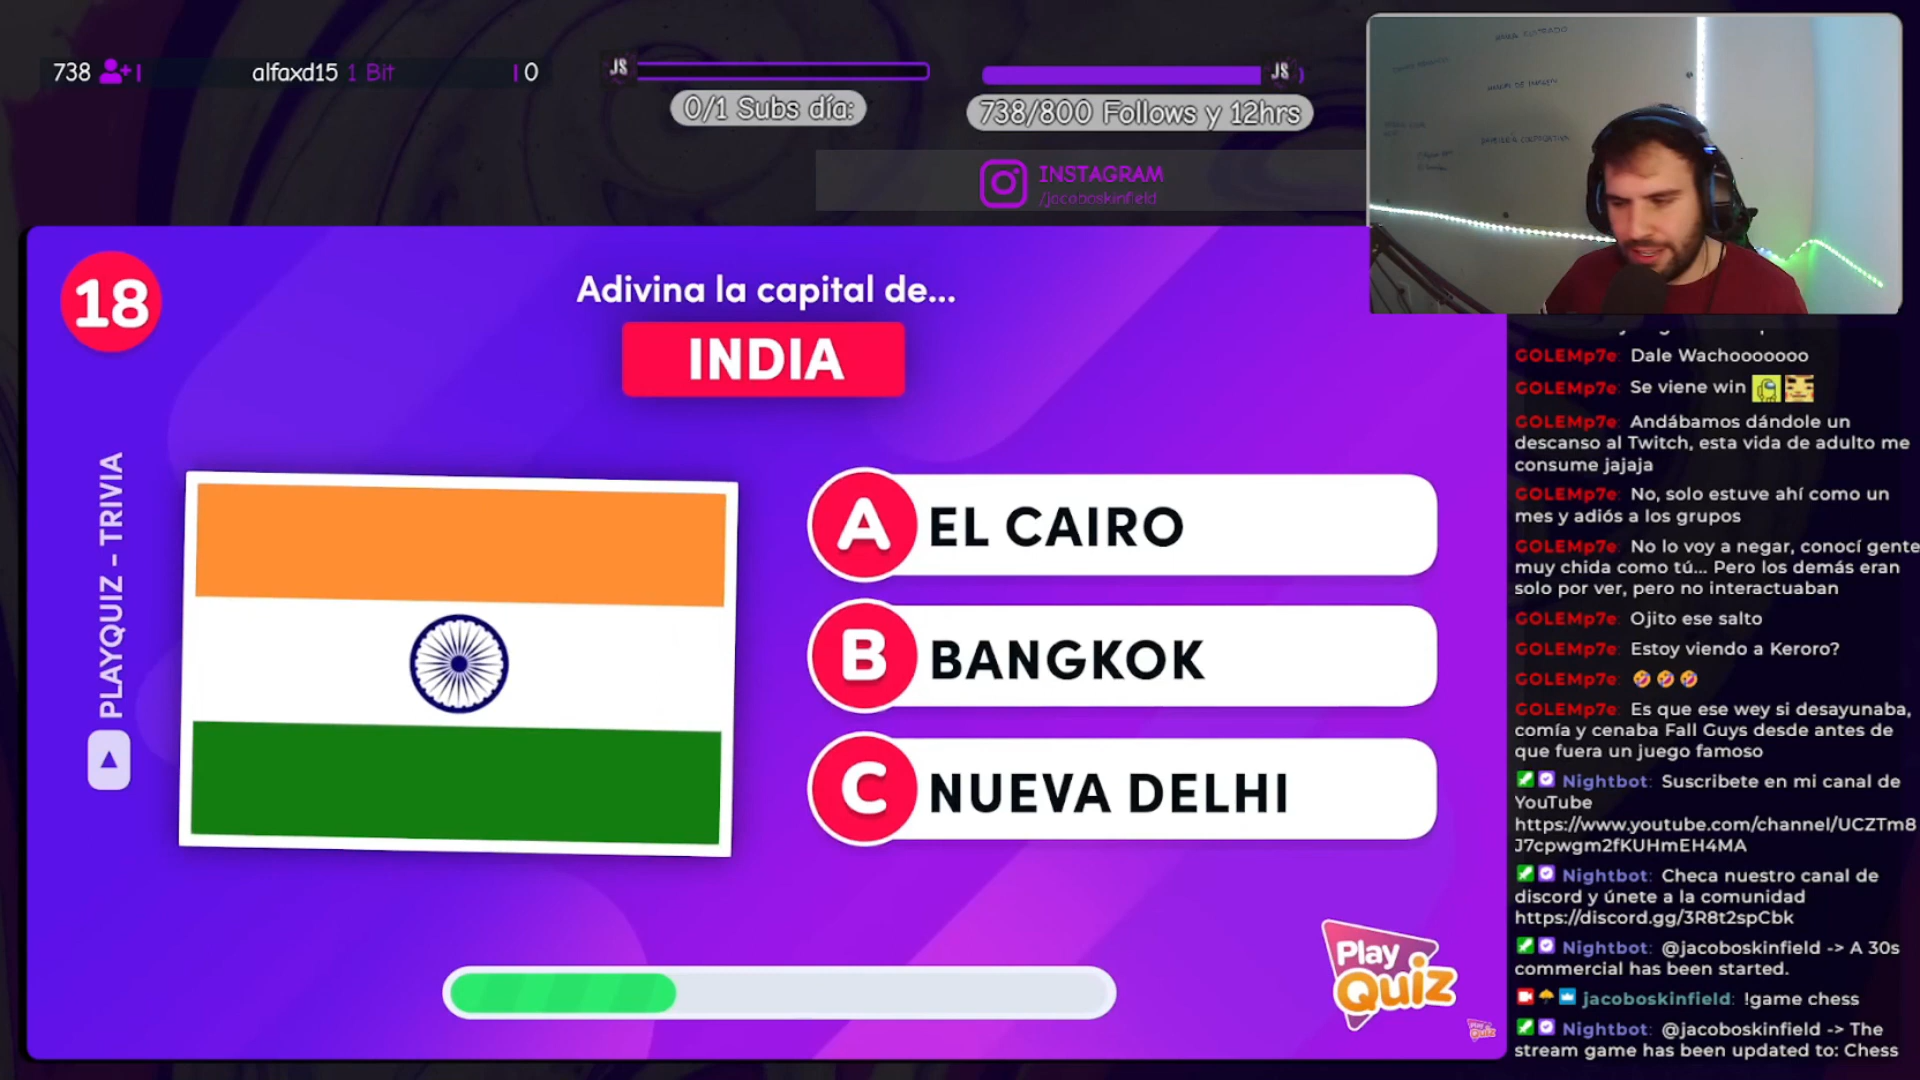 738
alfaxd15 1 Bit
0
JS
0/1 Subs día:
JS
738/800 Follows y 12hrs
INSTAGRAM
/jacoboskinfield
18
Adivina la capital de...
INDIA
PLAYQUIZ - TRIVIA
A EL CAIRO
B BANGKOK
C NUEVA DELHI
Play
Quiz
GOLEMp7e: Dale Wachooooooo
GOLEMp7e: Se viene win
GOLEMp7e: Andábamos dándole un
descanso al Twitch, esta vida de adulto me
consume jajaja
GOLEMp7e: No, solo estuve ahí como un
mes y adiós a los grupos
GOLEMp7e: No lo voy a negar, conocí gente
muy chida como tú... Pero los demás eran
solo por ver, pero no interactuaban
GOLEMp7e: Ojito ese salto
GOLEMp7e: Estoy viendo a Keroro?
GOLEMp7e: 🤣 🤣 🤣
GOLEMp7e: Es que ese wey si desayunaba,
comía y cenaba Fall Guys desde antes de
que fuera un juego famoso
Nightbot: Suscribete en mi canal de
YouTube
https://www.youtube.com/channel/UCZTm8
J7cpwgm2fKUHmEH4MA
Nightbot: Checa nuestro canal de
discord y únete a la comunidad
https://discord.gg/3R8t2spCbk
Nightbot: @jacoboskinfield -> A 30s
commercial has been started.
jacoboskinfield: !game chess
Nightbot: @jacoboskinfield -> The
stream game has been updated to: Chess